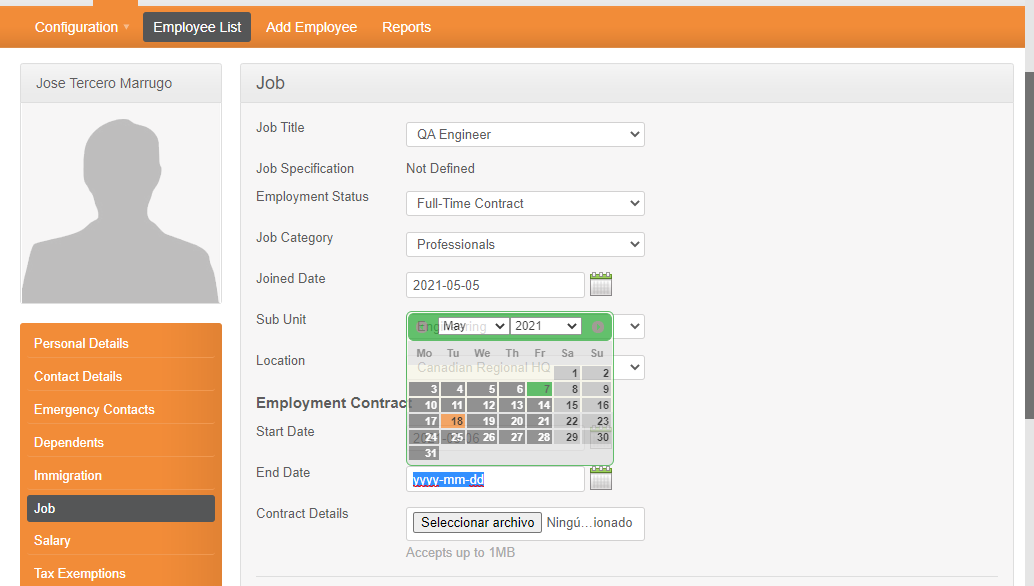 Configuration Employee List Add Employee Reports
Jose Tercero Marrugo
Job
Job Title QA Engineer
Job Specification Not Defined
Employment Status Full-Time Contract
Job Category Professionals
Joined Date 2021-05-05
Sub Unit Engineering May 2021
Mo Tu We Th Fr Sa Su
Location Canadian Regional HQ
1 2
3 4 5 6 7 8 9
Employment Contract 10 11 12 13 14 15 16
17 18 19 20 21 22 23
Start Date 24 25 26 27 28 29 30
31
End Date yyyy-mm-dd
Contract Details Seleccionar archivo Ningú...ionado
Accepts up to 1MB
Personal Details
Contact Details
Emergency Contacts
Dependents
Immigration
Job
Salary
Tax Exemptions